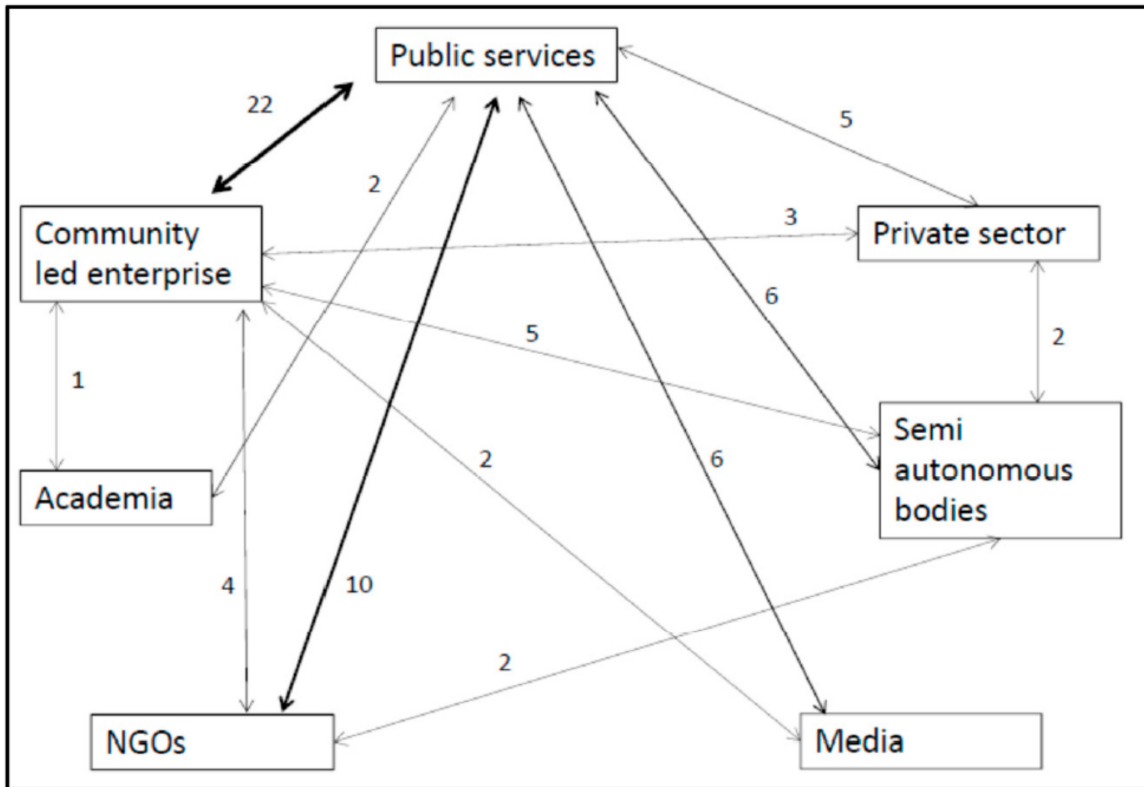 Public services
22
5
2
Community
led enterprise
3
Private sector
6
5
2
1
2
6
Semi
autonomous
bodies
Academia
4
10
2
NGOs
Media